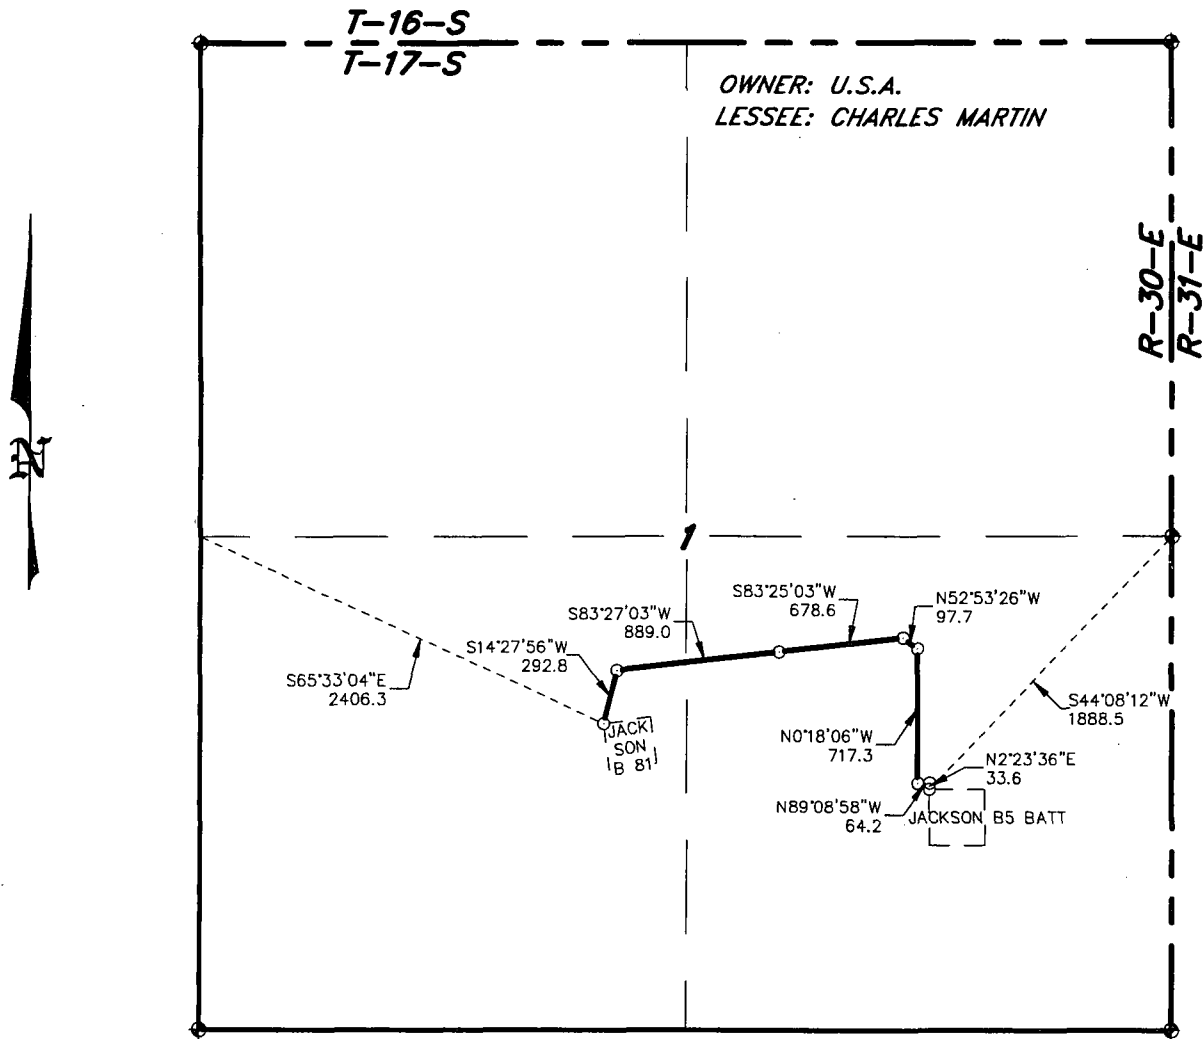 T-16-S
T-17-S
OWNER: U.S.A.
LESSEE: CHARLES MARTIN
R-30-E
R-31-E
1
S83°25'03"W
678.6
N52°53'26"W
97.7
S83°27'03"W
889.0
S14°27'56"W
292.8
S65°33'04"E
2406.3
S44°08'12"W
1888.5
JACK
SON
B 81
N0°18'06"W
717.3
N2°23'36"E
33.6
N89°08'58"W
64.2
JACKSON B5 BATT